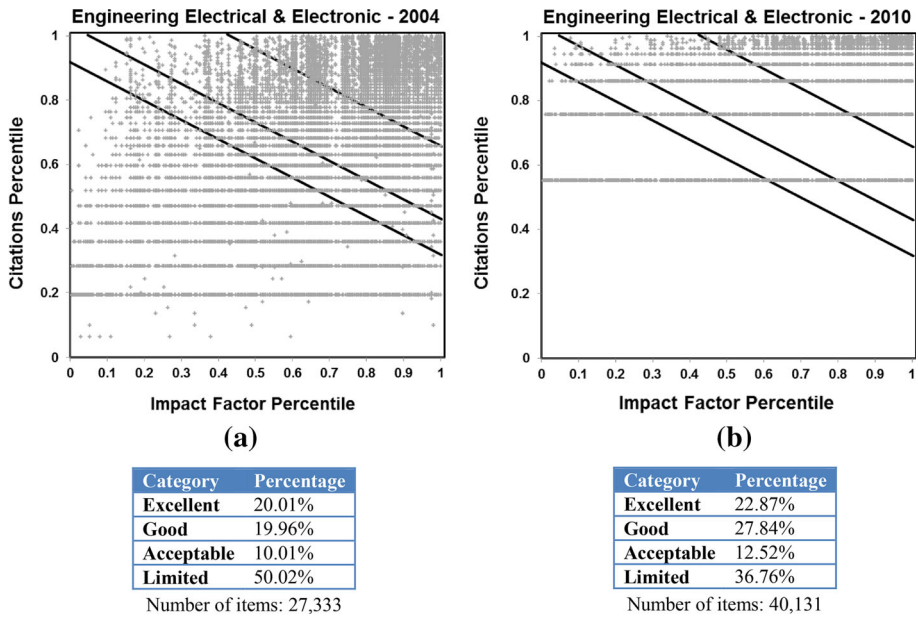 Engineering Electrical & Electronic - 2004
Citations Percentile
1
0.8
0.6
0.4
0.2
0
0 0.1 0.2 0.3 0.4 0.5 0.6 0.7 0.8 0.9 1
Impact Factor Percentile
(a)
Category Percentage
Excellent 20.01%
Good 19.96%
Acceptable 10.01%
Limited 50.02%
Number of items: 27,333
Engineering Electrical & Electronic - 2010
Citations Percentile
1
0.8
0.6
0.4
0.2
0
0 0.1 0.2 0.3 0.4 0.5 0.6 0.7 0.8 0.9 1
Impact Factor Percentile
(b)
Category Percentage
Excellent 22.87%
Good 27.84%
Acceptable 12.52%
Limited 36.76%
Number of items: 40,131